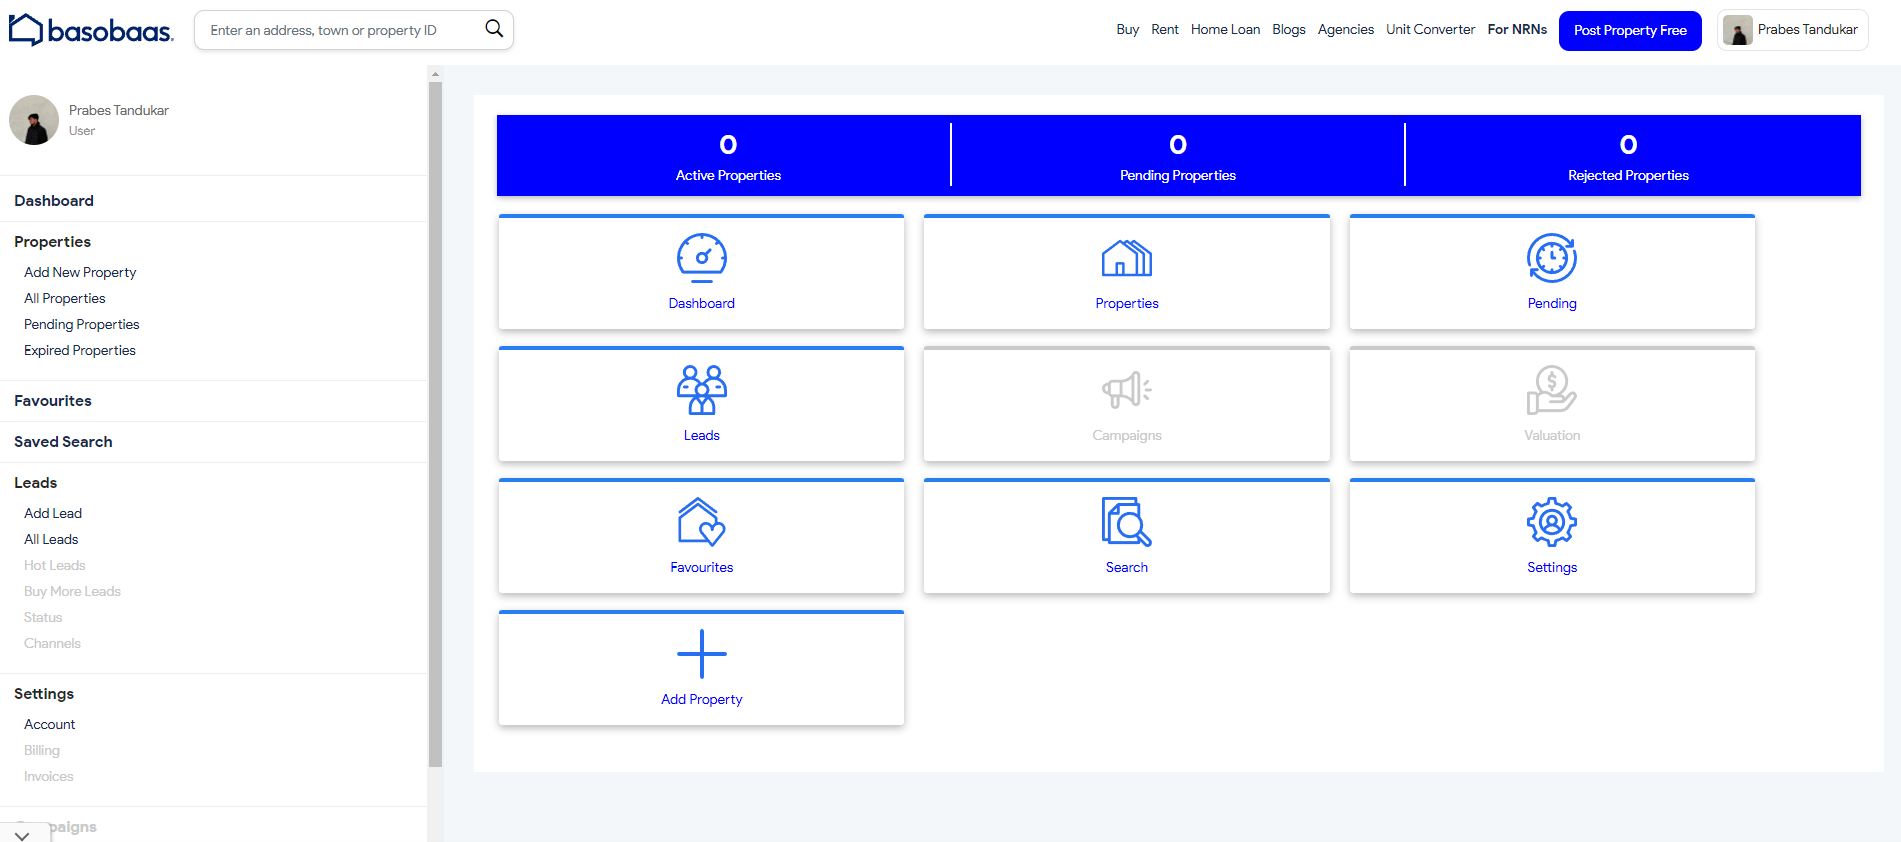 basobaas.
Enter an address, town or property ID
Buy Rent Home Loan Blogs Agencies Unit Converter For NRNs Post Property Free Prabes Tandukar
Prabes Tandukar
User
Dashboard
Properties
Add New Property
All Properties
Pending Properties
Expired Properties
Favourites
Saved Search
Leads
Add Lead
All Leads
Hot Leads
Buy More Leads
Status
Channels
Settings
Account
Billing
Invoices
0
Active Properties
0
Pending Properties
0
Rejected Properties
Dashboard
Properties
Pending
Leads
Campaigns
Valuation
Favourites
Search
Settings
Add Property